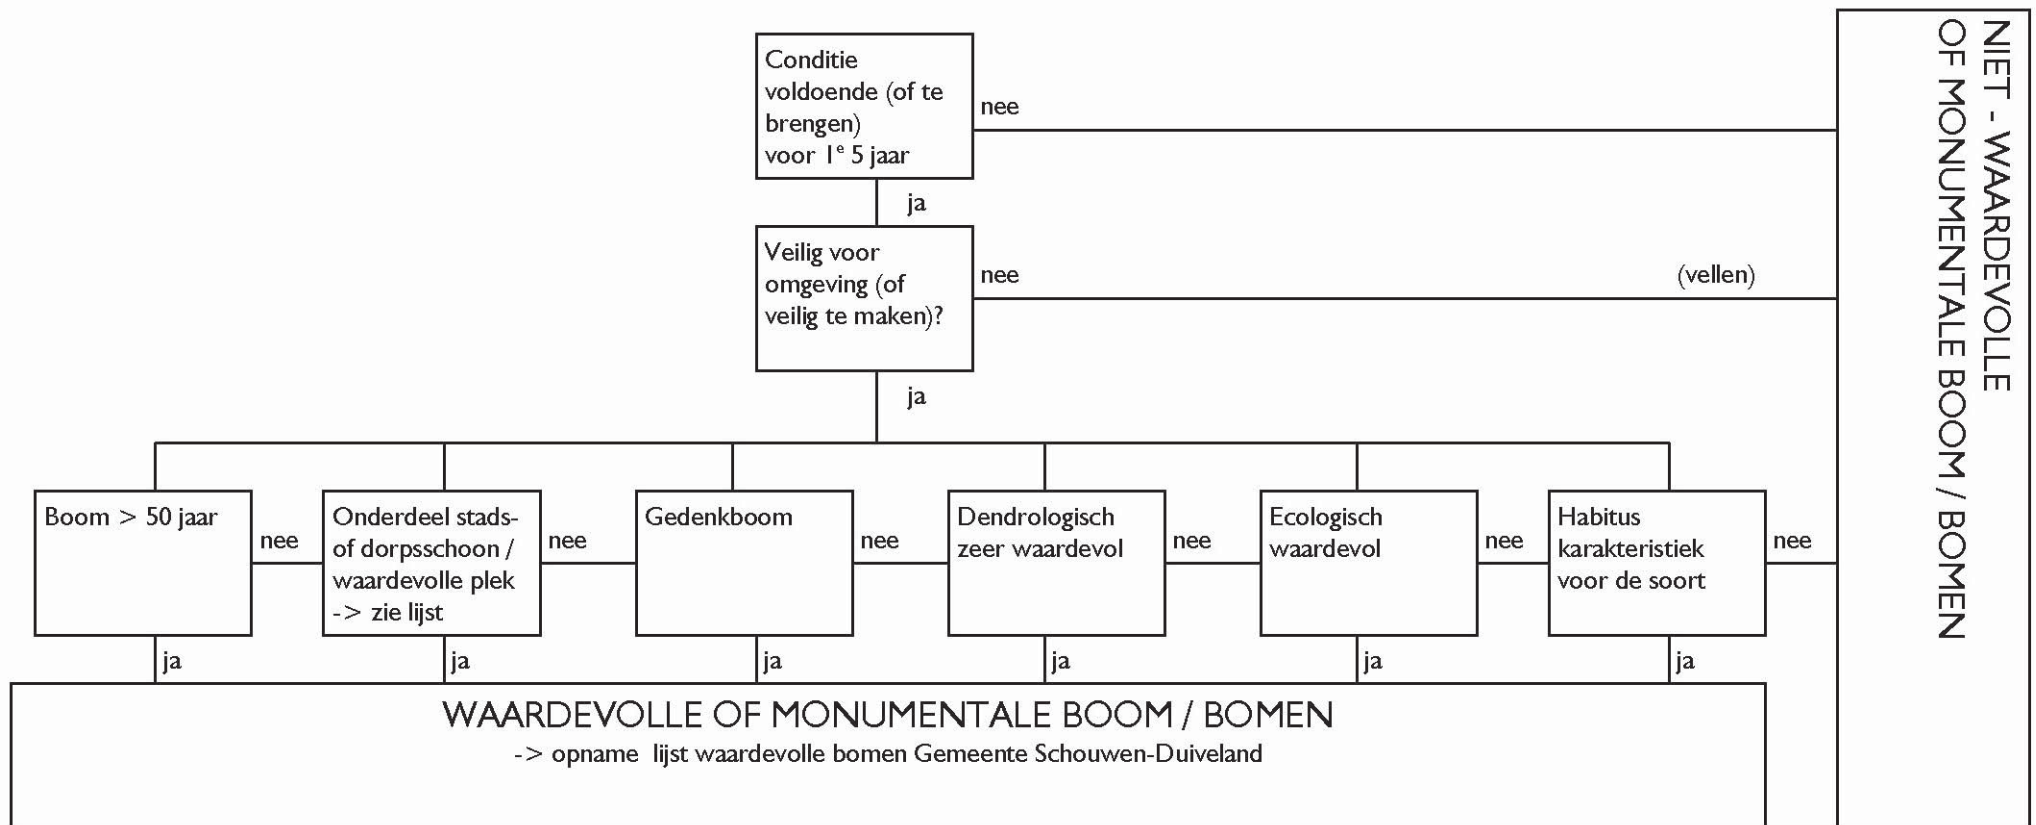 Conditie
voldoende (of te
brengen)
voor 1e 5 jaar
nee
ja
Veilig voor
omgeving (of
veilig te maken)?
nee
(vellen)
ja
Boom > 50 jaar
nee
Onderdeel stads-
of dorpsschoon /
waardevolle plek
-> zie lijst
nee
Gedenkboom
nee
Dendrologisch
zeer waardevol
nee
Ecologisch
waardevol
nee
Habitus
karakteristiek
voor de soort
nee
ja
ja
ja
ja
ja
ja
WAARDEVOLLE OF MONUMENTALE BOOM / BOMEN
-> opname lijst waardevolle bomen Gemeente Schouwen-Duiveland
NIET - WAARDEVOLLE
OF MONUMENTALE BOOM / BOMEN